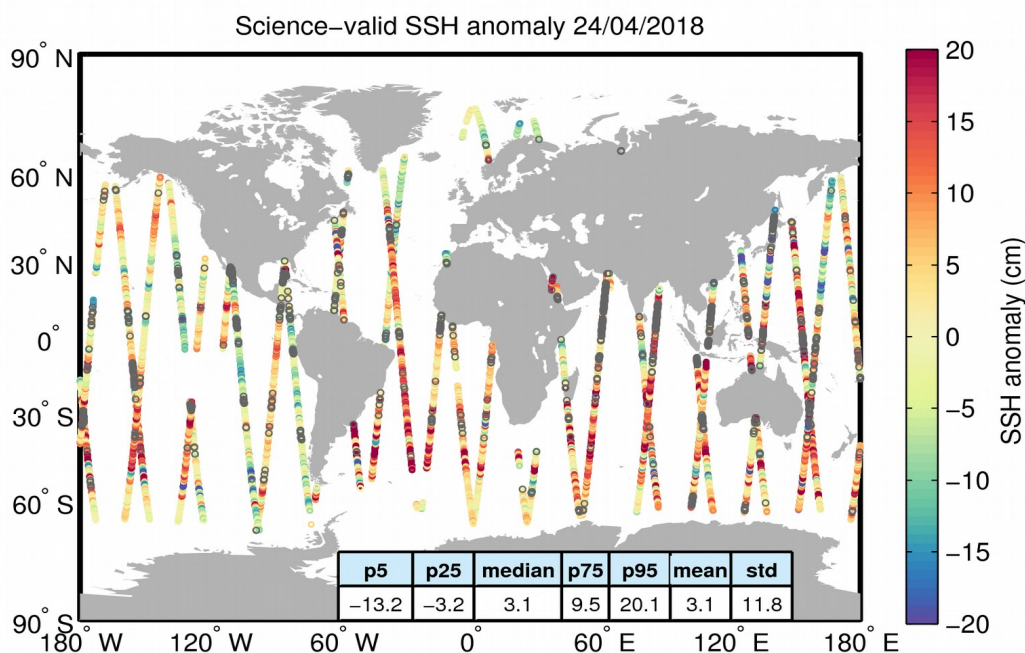 Science−valid SSH anomaly 24/04/2018
90° N
60° N
30° N
0°
30° S
60° S
90° S
180° W
120° W
60° W
0°
60° E
120° E
180° E
p5 p25 median p75 p95 mean std
−13.2 −3.2 3.1 9.5 20.1 3.1 11.8
20
15
10
5
0
−5
−10
−15
−20
SSH anomaly (cm)